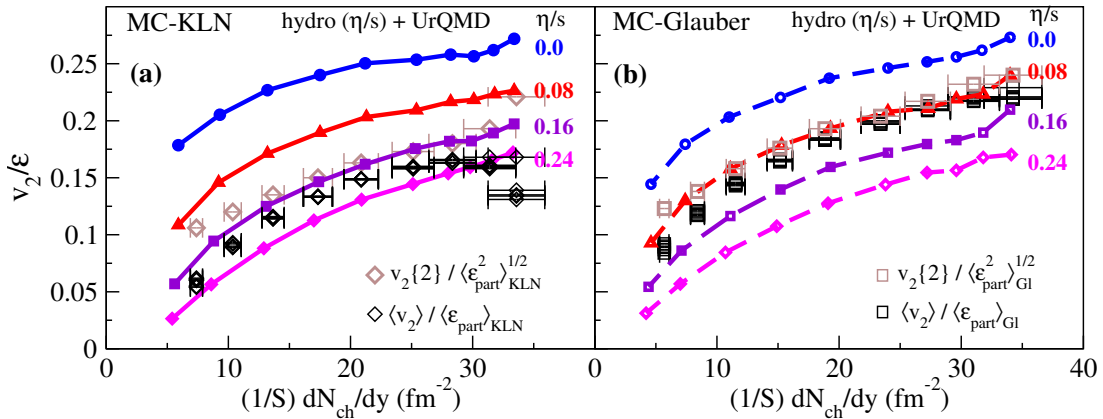 MC-KLN hydro (η/s) + UrQMD η/s
0.0
(a)
0.08
0.16
0.24
v₂{2} / ⟨ε²part⟩^1/2 KLN
⟨v₂⟩ / ⟨εpart⟩KLN
MC-Glauber hydro (η/s) + UrQMD η/s
0.0
(b)
0.08
0.16
0.24
v₂{2} / ⟨ε²part⟩^1/2 Gl
⟨v₂⟩ / ⟨εpart⟩Gl
v₂/ε
0.25
0.2
0.15
0.1
0.05
0
0 10 20 30
10 20 30 40
(1/S) dNch/dy (fm⁻²)
(1/S) dNch/dy (fm⁻²)